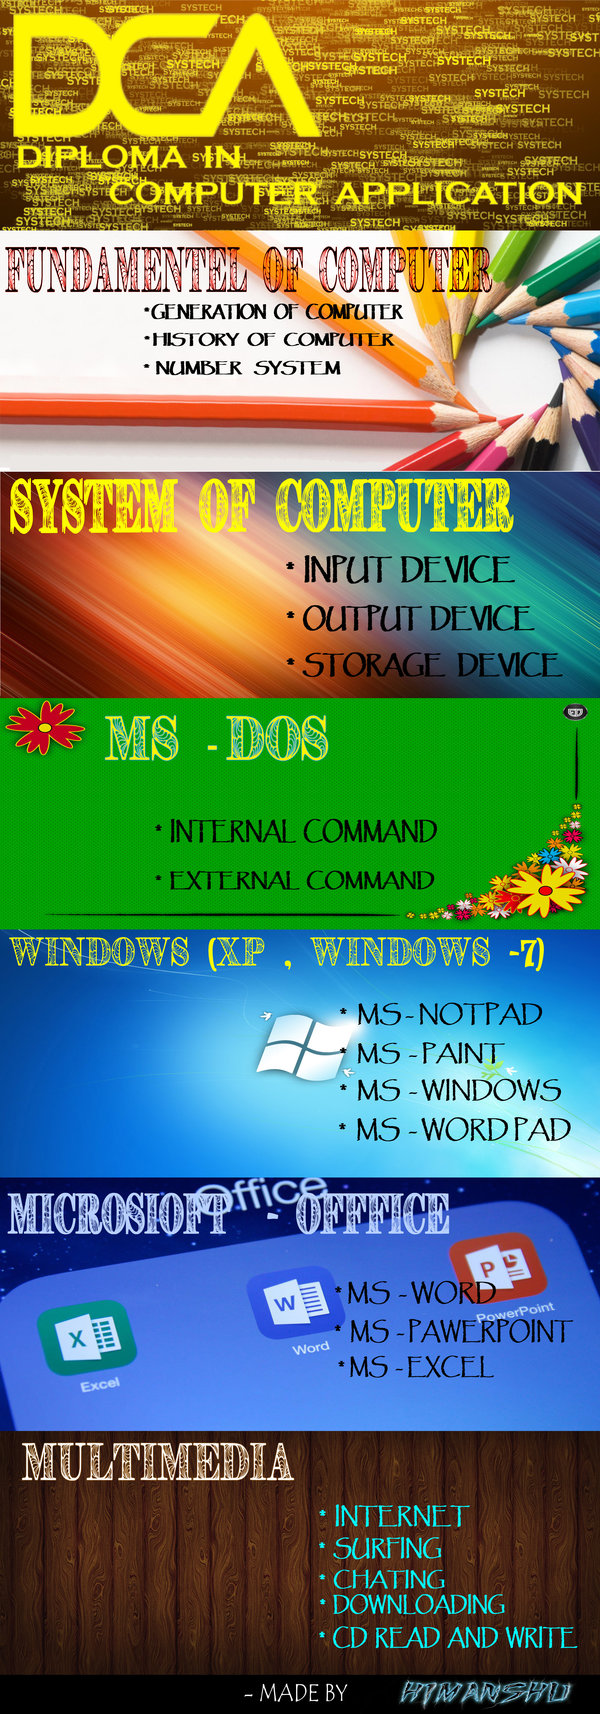 DCA
DIPLOMA IN
COMPUTER APPLICATION
FUNDAMENTEL OF COMPUTER
*GENERATION OF COMPUTER
*HISTORY OF COMPUTER
* NUMBER SYSTEM
SYSTEM OF COMPUTER
* INPUT DEVICE
* OUTPUT DEVICE
* STORAGE DEVICE
MS - DOS
* INTERNAL COMMAND
* EXTERNAL COMMAND
WINDOWS (XP , WINDOWS -7)
* MS - NOTPAD
* MS - PAINT
* MS - WINDOWS
* MS - WORD PAD
Office
MICROSIOFT - OFFFICE
* MS - WORD
PowerPoint
* MS - PAWERPOINT
Word
* MS - EXCEL
Excel
MULTIMEDIA
* INTERNET
* SURFING
* CHATING
* DOWNLOADING
* CD READ AND WRITE
- MADE BY HIMANSHU